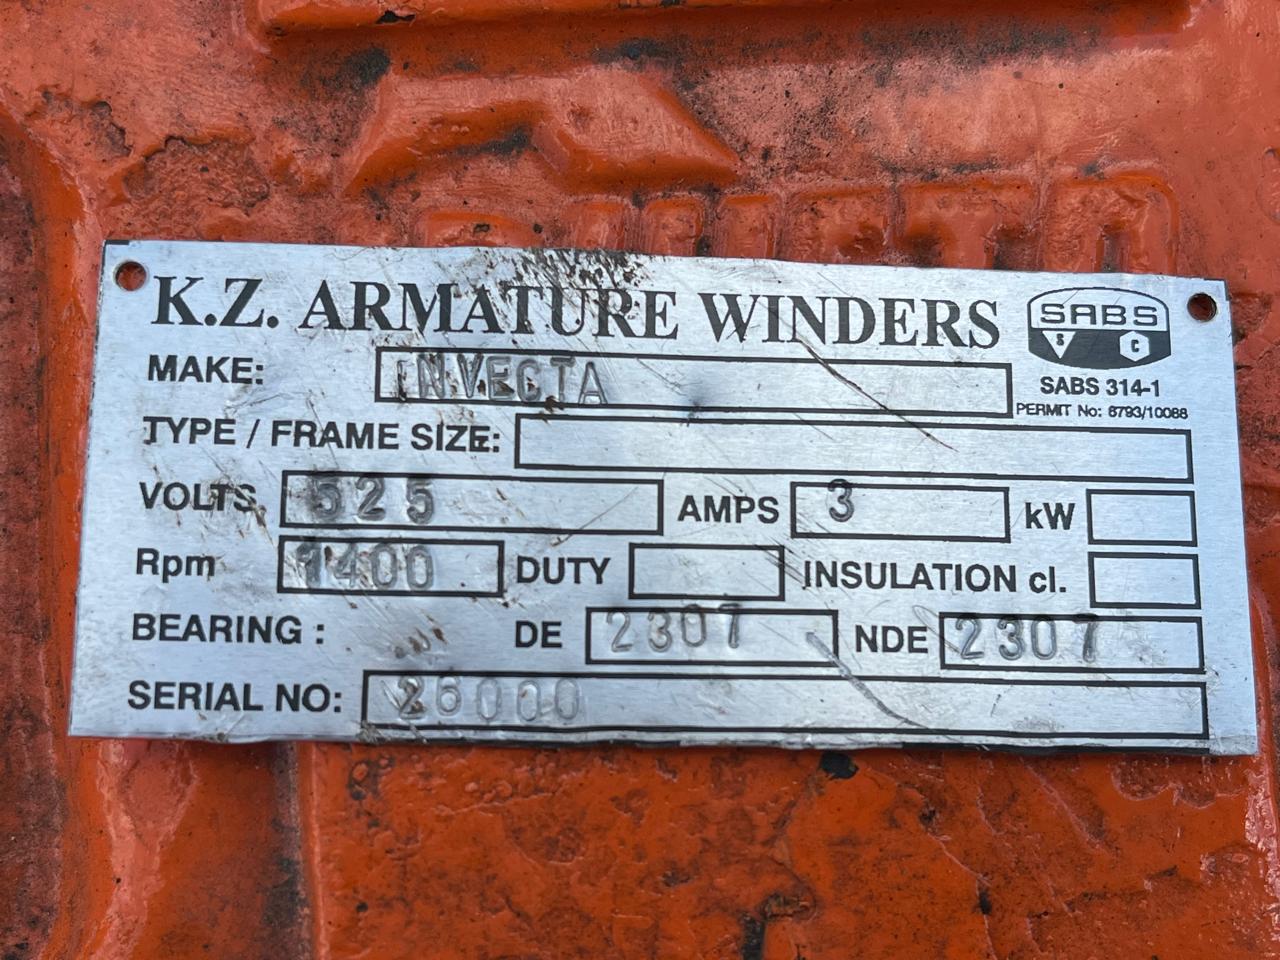 K.Z. ARMATURE WINDERS
SABS
S C
SABS 314-1
PERMIT No: 8793/10088
MAKE: INVECTA
TYPE / FRAME SIZE:
VOLTS 525 AMPS 3 kW
Rpm 1400 DUTY INSULATION cl.
BEARING : DE 2307 NDE 2307
SERIAL NO: 26000